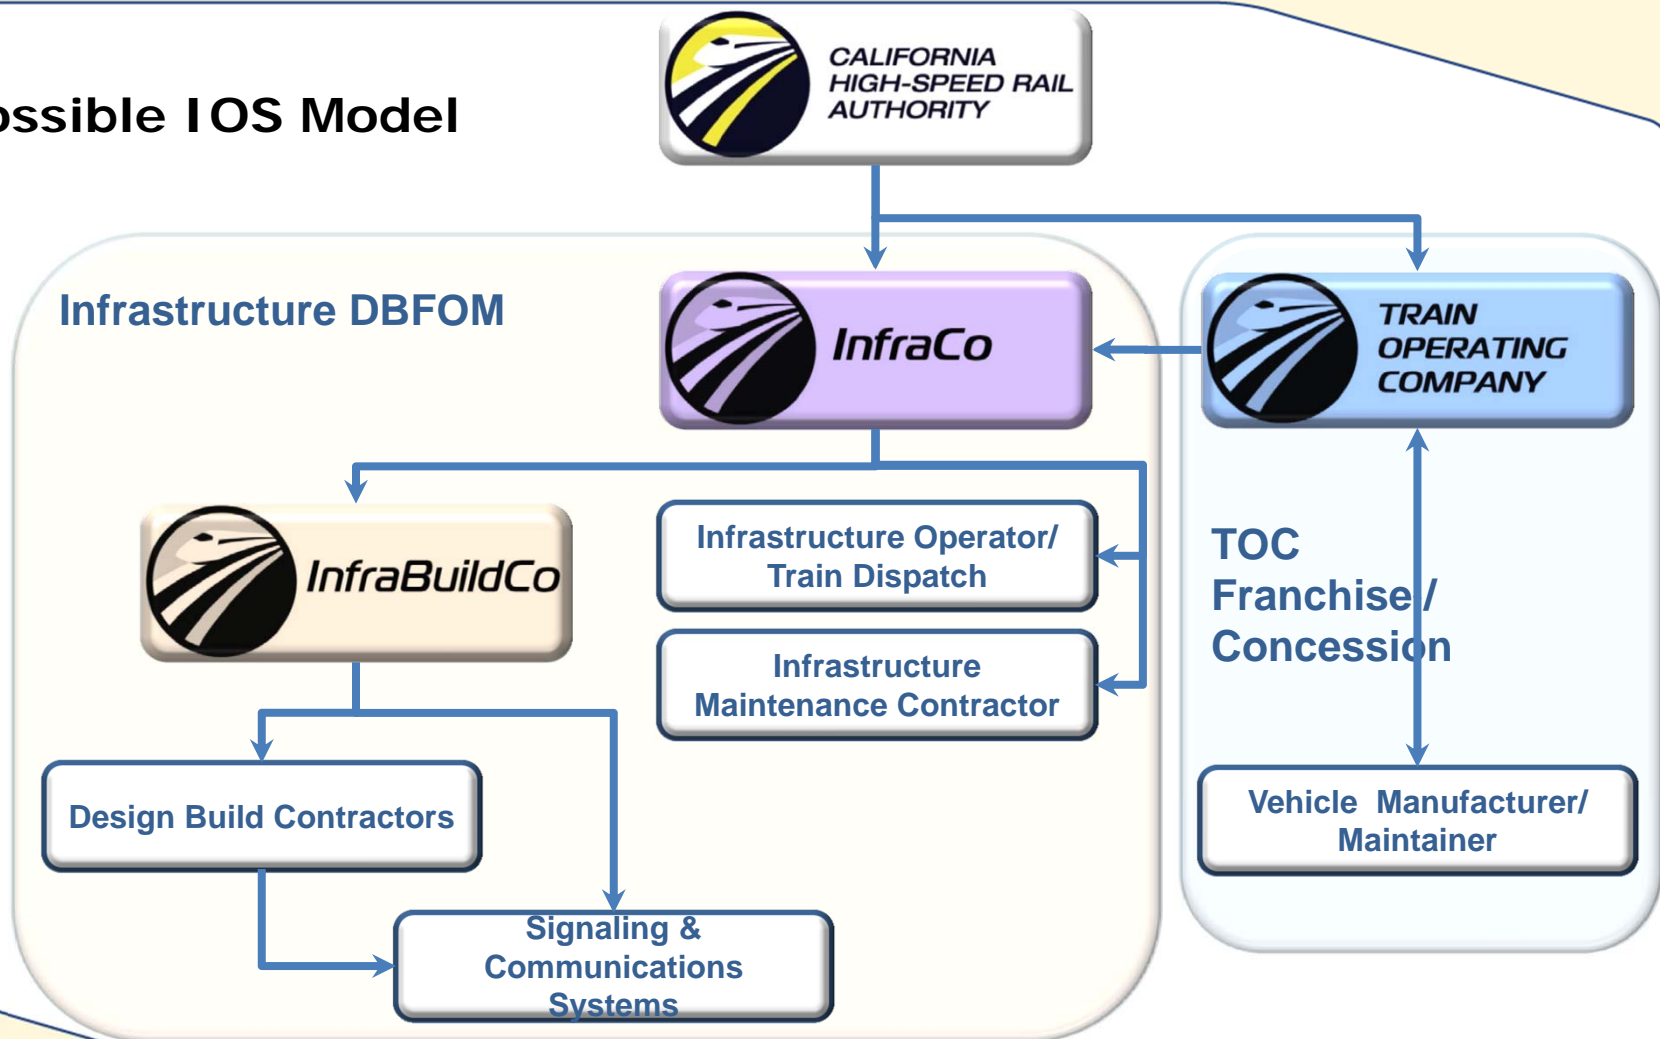 CALIFORNIA
HIGH-SPEED RAIL
AUTHORITY
ossible IOS Model
Infrastructure DBFOM
InfraCo
TRAIN
OPERATING
COMPANY
InfraBuildCo
Infrastructure Operator/
Train Dispatch
TOC
Franchise /
Concession
Infrastructure
Maintenance Contractor
Design Build Contractors
Vehicle Manufacturer/
Maintainer
Signaling &
Communications
Systems